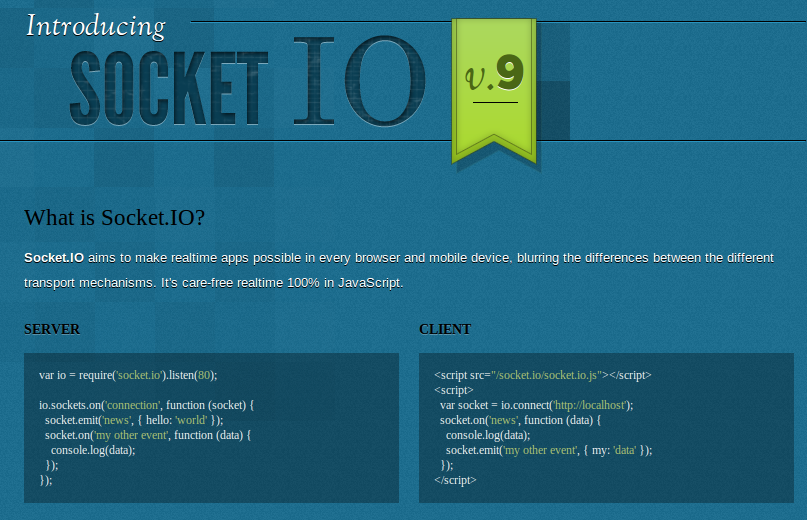 Introducing
SOCKET IO
v.9
What is Socket.IO?
Socket.IO aims to make realtime apps possible in every browser and mobile device, blurring the differences between the different
transport mechanisms. It's care-free realtime 100% in JavaScript.
SERVER
var io = require('socket.io').listen(80);
io.sockets.on('connection', function (socket) {
  socket.emit('news', { hello: 'world' });
  socket.on('my other event', function (data) {
    console.log(data);
  });
});
CLIENT
<script src="/socket.io/socket.io.js"></script>
<script>
  var socket = io.connect('http://localhost');
  socket.on('news', function (data) {
    console.log(data);
    socket.emit('my other event', { my: 'data' });
  });
</script>